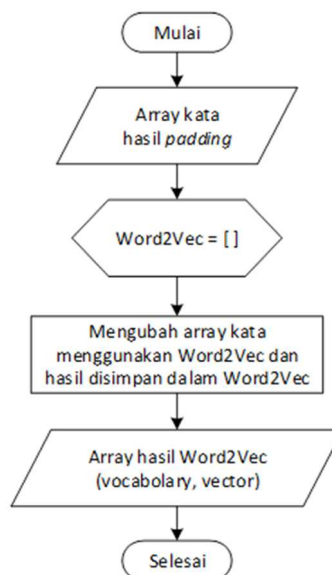 Mulai
Array kata
hasil padding
Word2Vec = [ ]
Mengubah array kata
menggunakan Word2Vec dan
hasil disimpan dalam Word2Vec
Array hasil Word2Vec
(vocabolary, vector)
Selesai